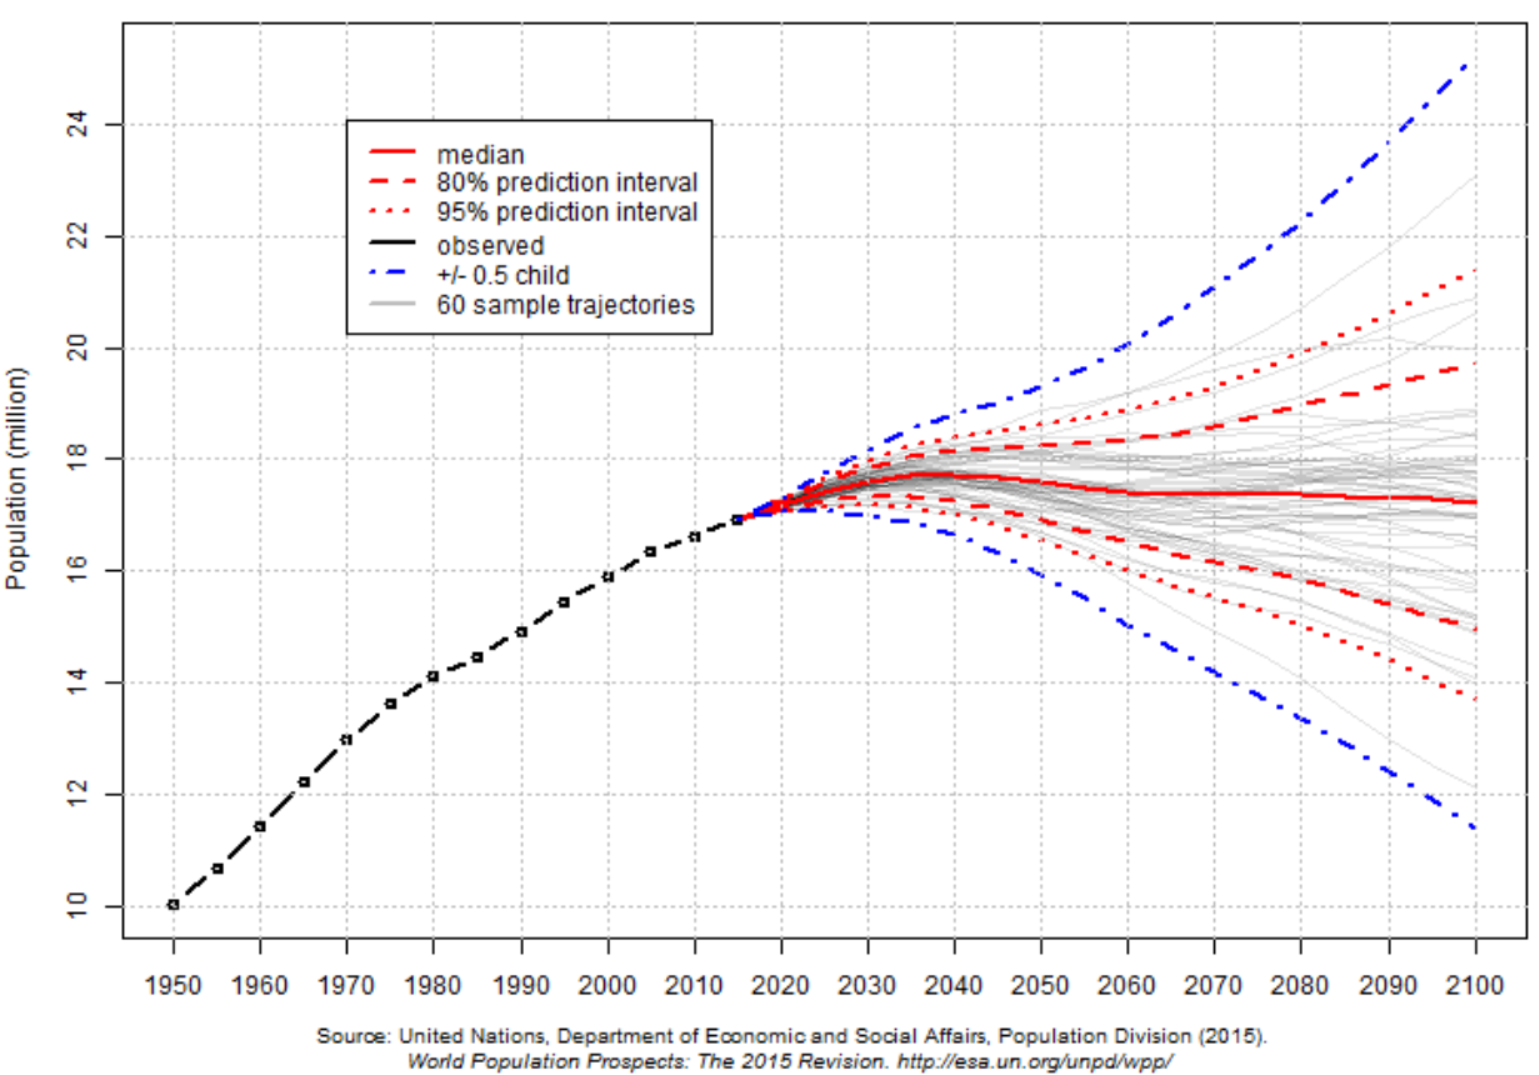 24
22
20
18
16
14
12
10
Population (million)
median
80% prediction interval
95% prediction interval
observed
+/- 0.5 child
60 sample trajectories
1950 1960 1970 1980 1990 2000 2010 2020 2030 2040 2050 2060 2070 2080 2090 2100
Source: United Nations, Department of Economic and Social Affairs, Population Division (2015).
World Population Prospects: The 2015 Revision. http://esa.un.org/unpd/wpp/